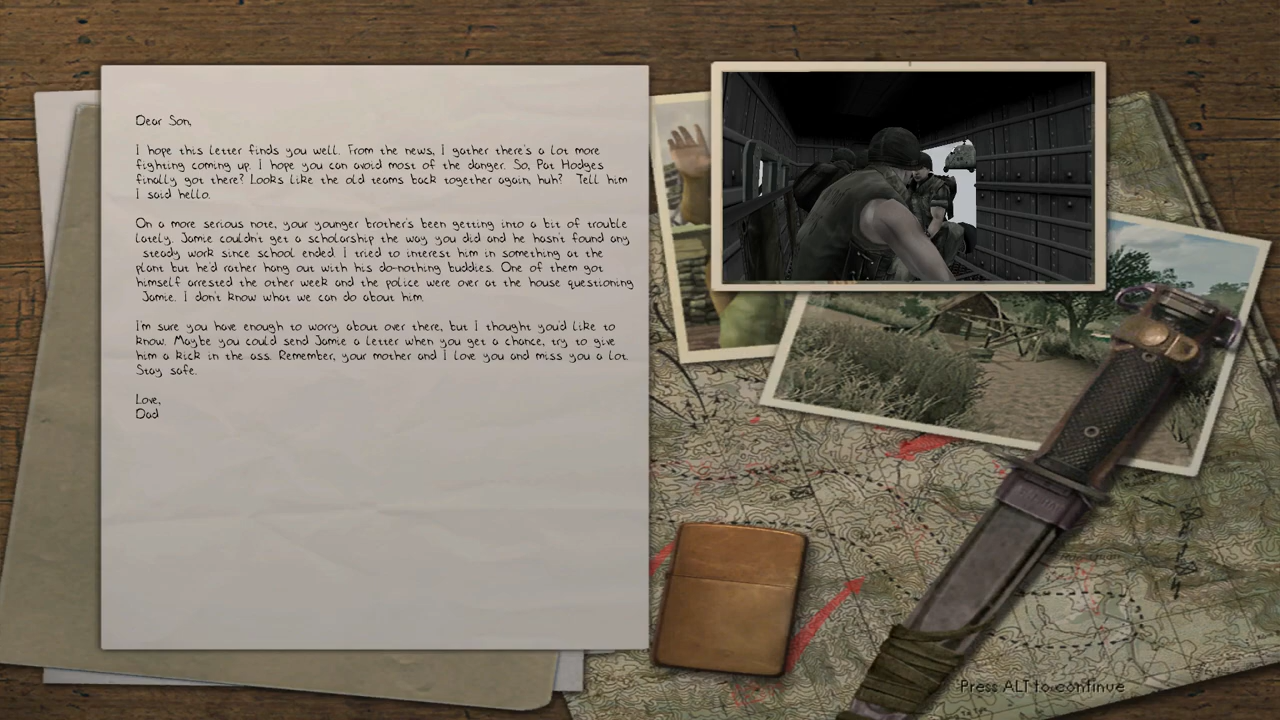 Dear Son,
I hope this letter finds you well. From the news, I gather there's a lot more
fighting coming up. I hope you can avoid most of the danger. So, Pat Hodges
finally got there? Looks like the old teams back together again, huh? Tell him
I said hello.
On a more serious note, your younger brother's been getting into a bit of trouble
lately. Jamie couldn't get a scholarship the way you did and he hasn't found any
steady work since school ended. I tried to interest him in something at the
plant but he'd rather hang out with his do-nothing buddies. One of them got
himself arrested the other week and the police were over at the house questioning
Jamie. I don't know what we can do about him.
I'm sure you have enough to worry about over there, but I thought you'd like to
know. Maybe you could send Jamie a letter when you get a chance, try to give
him a kick in the ass. Remember, your mother and I love you and miss you a lot.
Stay safe.
Love,
Dad
Press ALT to continue